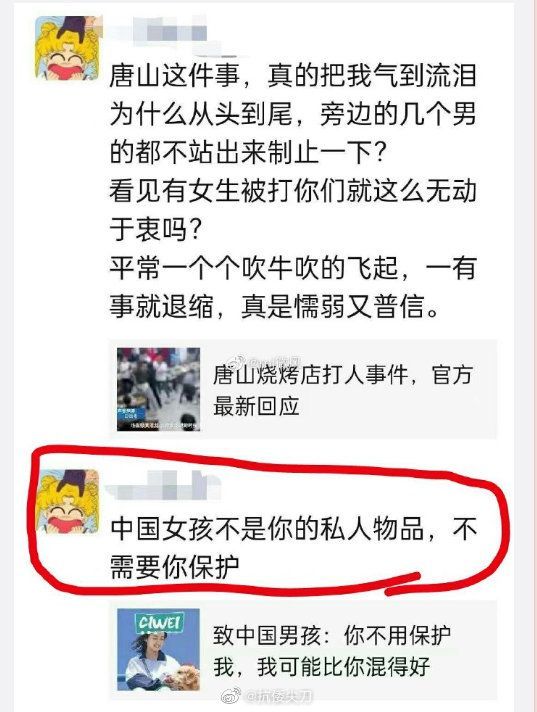 唐山这件事，真的把我气到流泪
为什么从头到尾，旁边的几个男
的都不站出来制止一下？
看见有女生被打你们就这么无动
于衷吗？
平常一个个吹牛吹的飞起，一有
事就退缩，真是懦弱又普信。
唐山烧烤店打人事件，官方
最新回应
中国女孩不是你的私人物品，不
需要你保护
CIWEI
致中国男孩：你不用保护
我，我可能比你混得好
@抗倭尖刀